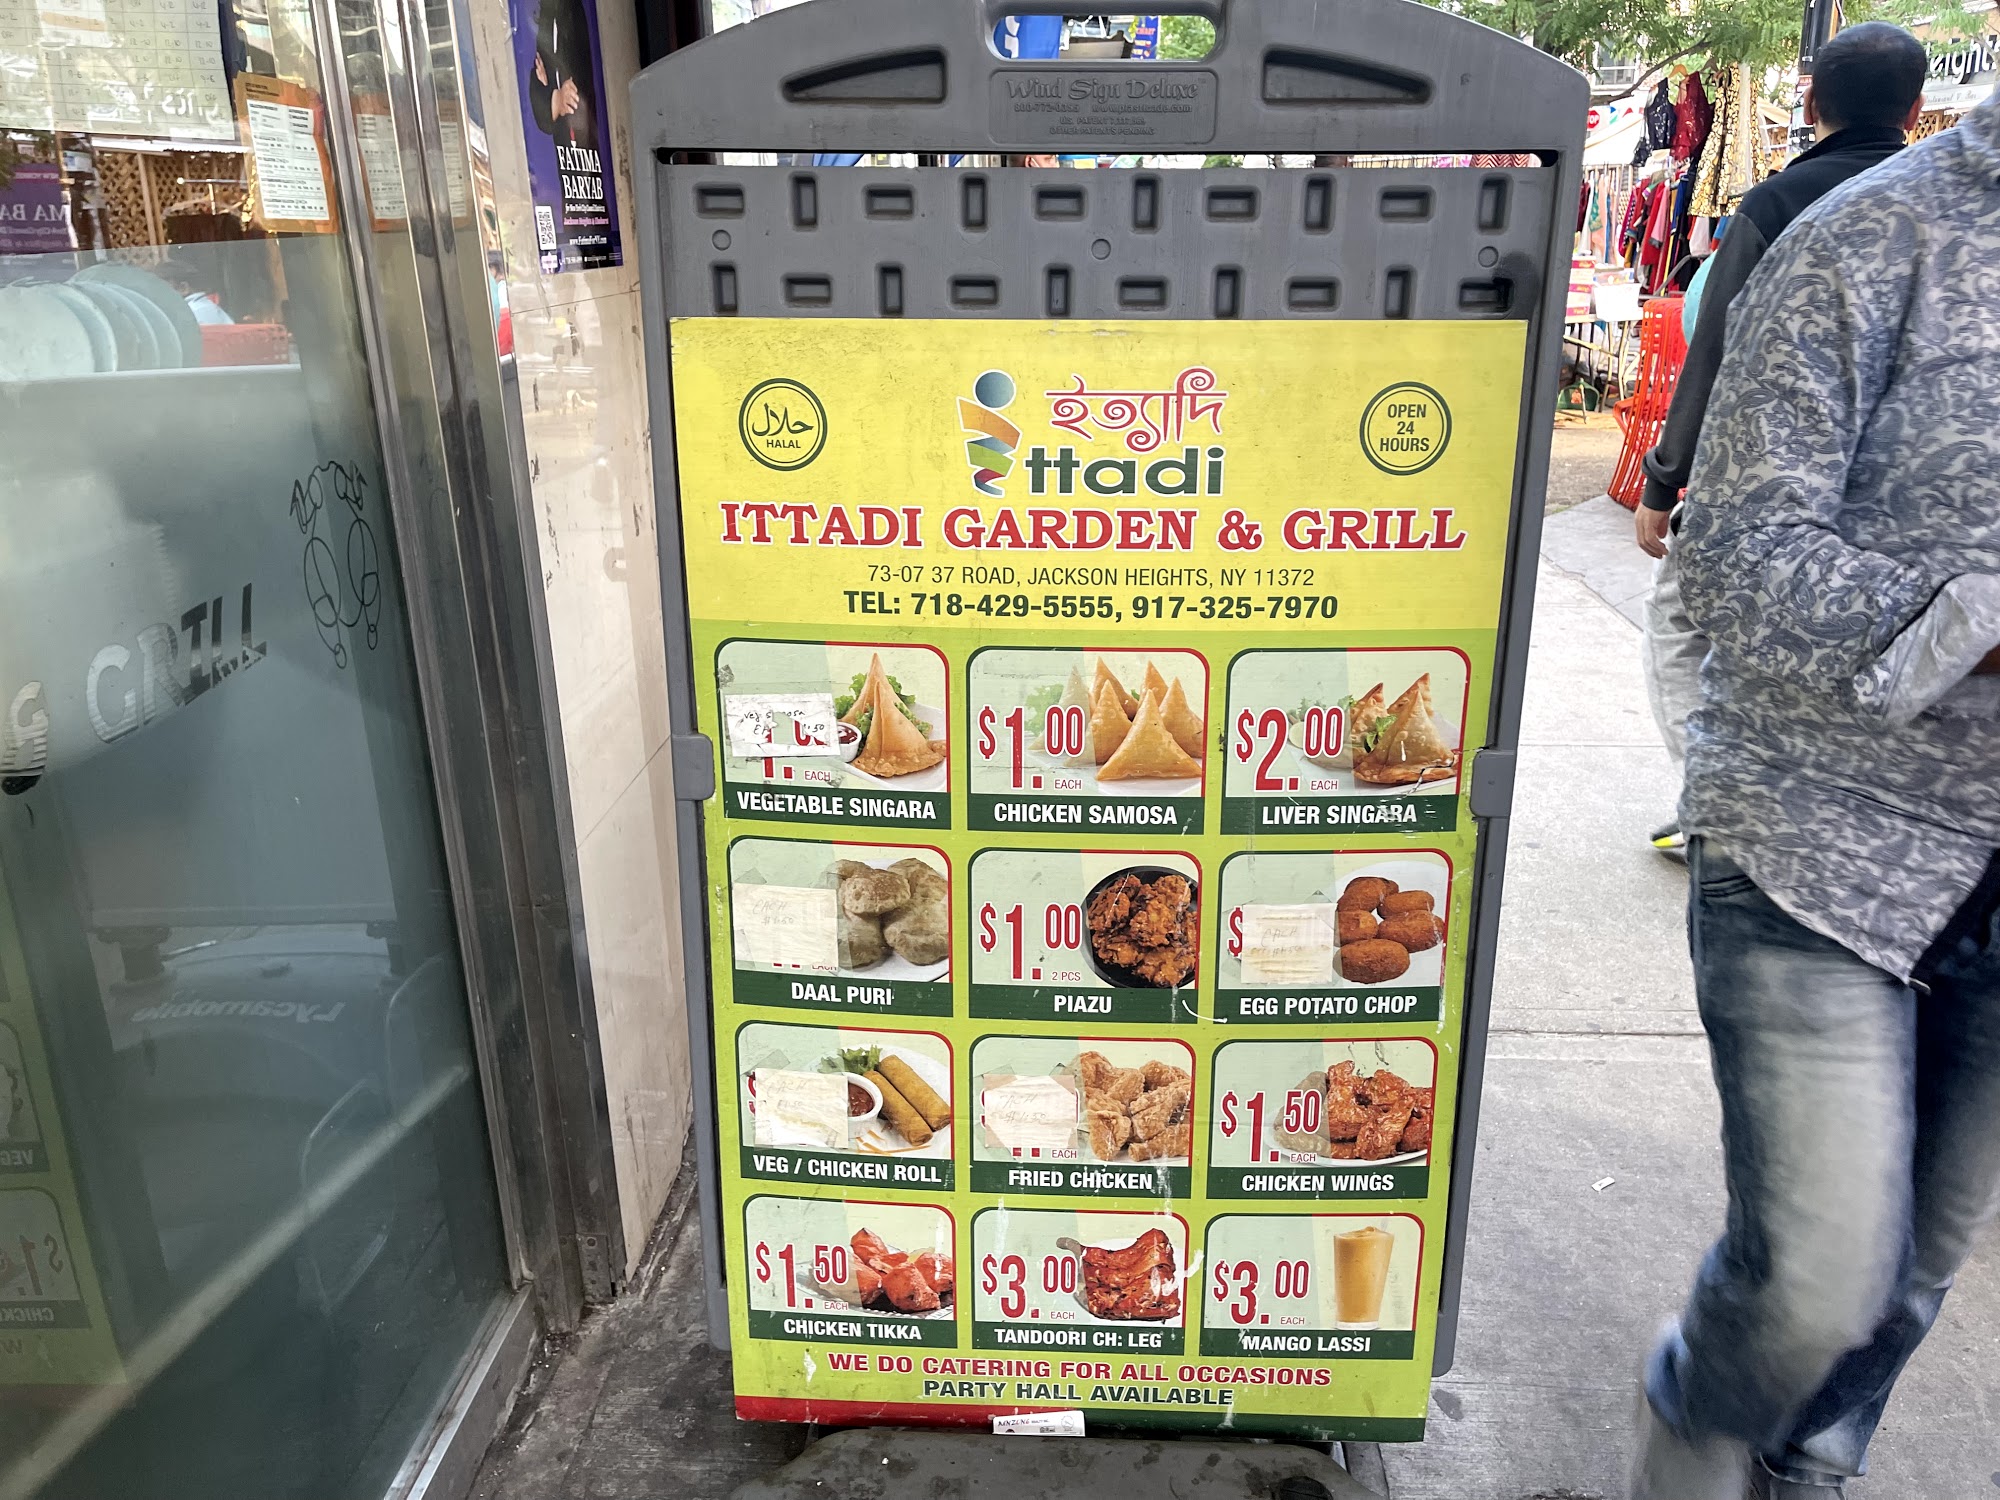 Wind Sign Deluxe
FATIMA
BARYAB
حلال
HALAL
ইত্যাদি
ttadi
OPEN
24
HOURS
ITTADI GARDEN & GRILL
73-07 37 ROAD, JACKSON HEIGHTS, NY 11372
TEL: 718-429-5555, 917-325-7970
GRILL
EACH
VEGETABLE SINGARA
$1.00
EACH
CHICKEN SAMOSA
$2.00
EACH
LIVER SINGARA
EACH
DAAL PURI
$1.00
2 PCS
PIAZU
$
EACH
EGG POTATO CHOP
EACH
VEG / CHICKEN ROLL
EACH
EACH
FRIED CHICKEN
$1.50
EACH
CHICKEN WINGS
$1.50
EACH
CHICKEN TIKKA
$3.00
EACH
TANDOORI CH: LEG
$3.00
EACH
MANGO LASSI
WE DO CATERING FOR ALL OCCASIONS
PARTY HALL AVAILABLE